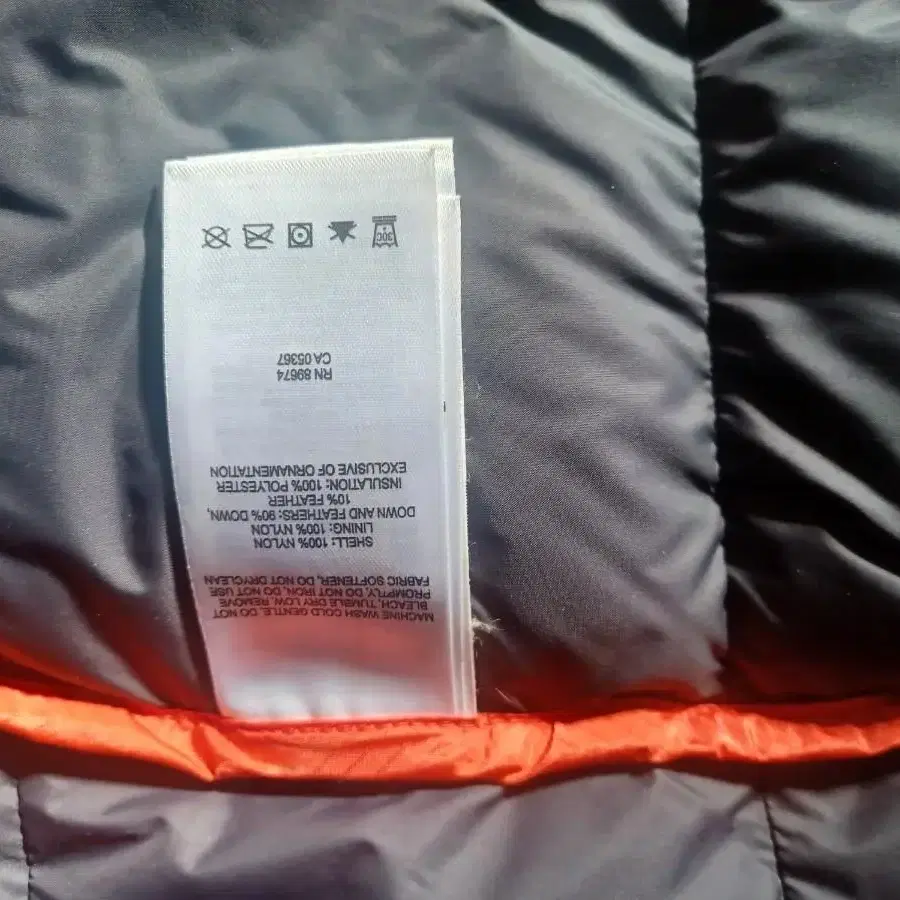 MACHINE WASH COLD GENTLE, DO NOT
BLEACH, TUMBLE DRY LOW, REMOVE
PROMPTLY, DO NOT IRON, DO NOT USE
FABRIC SOFTENER, DO NOT DRYCLEAN
SHELL: 100% NYLON
LINING: 100% NYLON
DOWN AND FEATHERS: 90% DOWN,
10% FEATHER
INSULATION: 100% POLYESTER
EXCLUSIVE OF ORNAMENTATION
RN 89674
CA 05367
30C